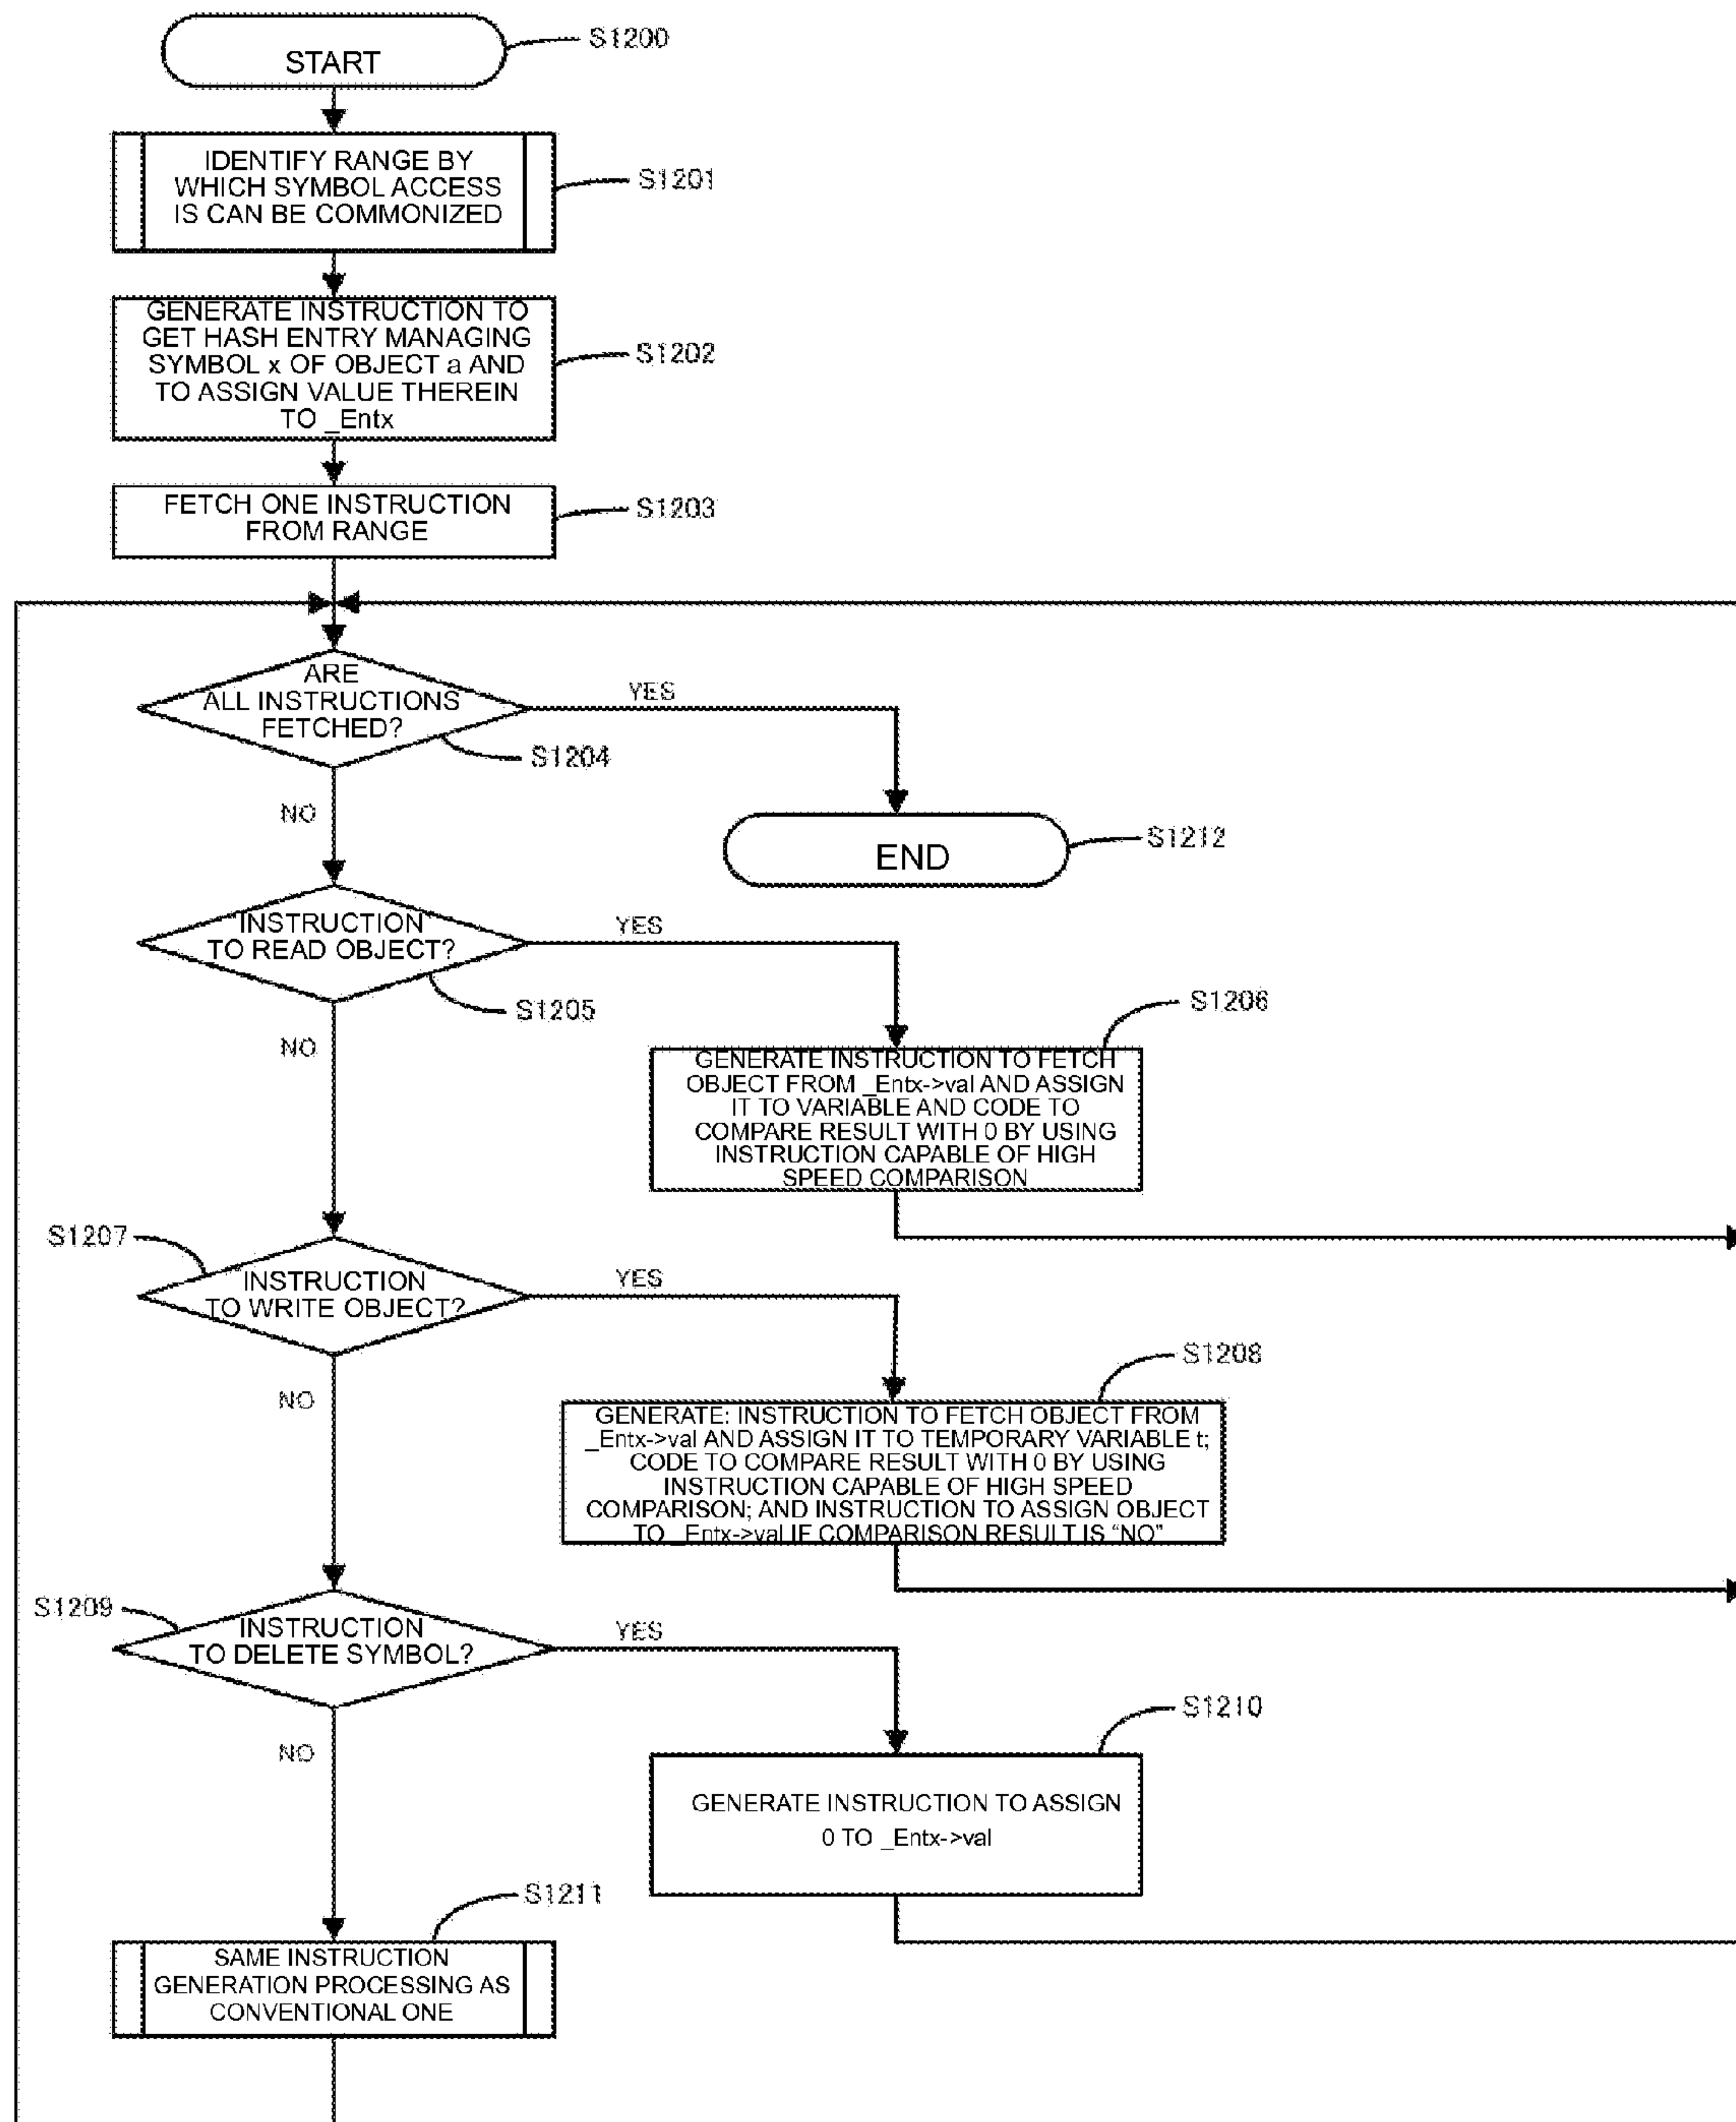 START
S1200
IDENTIFY RANGE BY
WHICH SYMBOL ACCESS
IS CAN BE COMMONIZED
S1201
GENERATE INSTRUCTION TO
GET HASH ENTRY MANAGING
SYMBOL x OF OBJECT a AND
TO ASSIGN VALUE THEREIN
TO _Entx
S1202
FETCH ONE INSTRUCTION
FROM RANGE
S1203
ARE
ALL INSTRUCTIONS
FETCHED?
YES
S1204
NO
END
S1212
INSTRUCTION
TO READ OBJECT?
YES
S1205
NO
S1206
GENERATE INSTRUCTION TO FETCH
OBJECT FROM _Entx->val AND ASSIGN
IT TO VARIABLE AND CODE TO
COMPARE RESULT WITH 0 BY USING
INSTRUCTION CAPABLE OF HIGH
SPEED COMPARISON
S1207
INSTRUCTION
TO WRITE OBJECT?
YES
NO
S1208
GENERATE: INSTRUCTION TO FETCH OBJECT FROM
_Entx->val AND ASSIGN IT TO TEMPORARY VARIABLE t;
CODE TO COMPARE RESULT WITH 0 BY USING
INSTRUCTION CAPABLE OF HIGH SPEED
COMPARISON; AND INSTRUCTION TO ASSIGN OBJECT
TO _Entx->val IF COMPARISON RESULT IS “NO”
S1209
INSTRUCTION
TO DELETE SYMBOL?
YES
NO
S1210
GENERATE INSTRUCTION TO ASSIGN
0 TO _Entx->val
S1211
SAME INSTRUCTION
GENERATION PROCESSING AS
CONVENTIONAL ONE